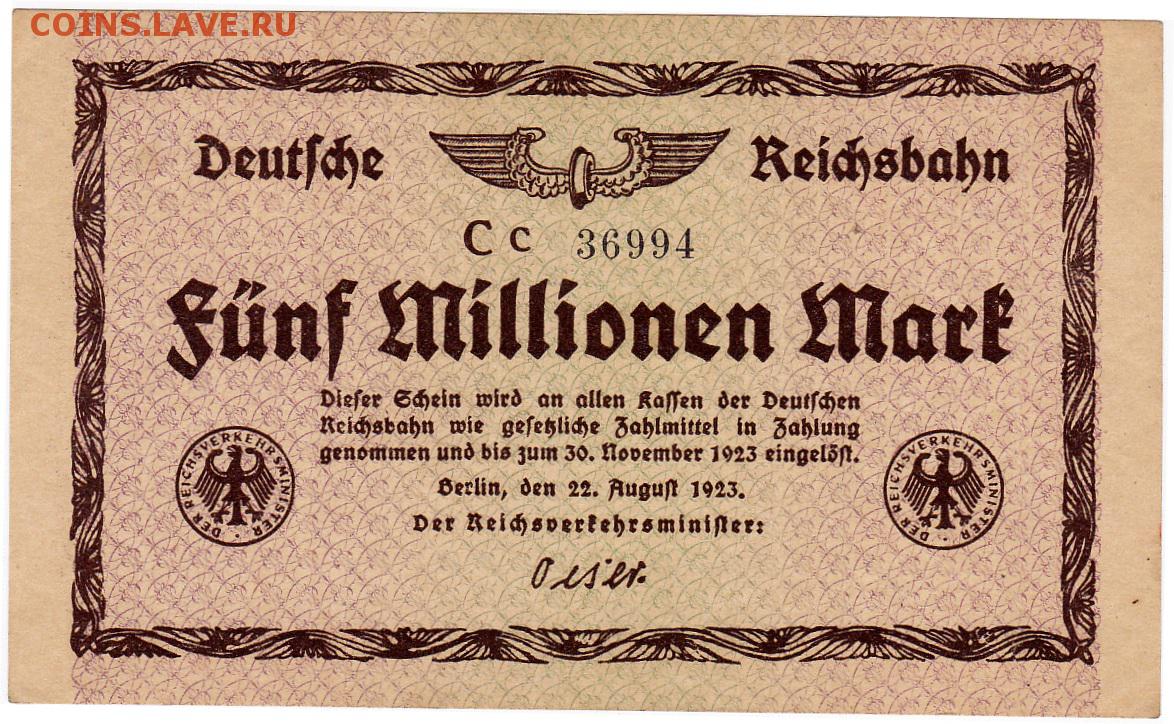 COINS.LAVE.RU
Deutsche Reichsbahn
Cc 36994
Fünf Millionen Mark
Dieser Schein wird an allen Kassen der Deutschen
Reichsbahn wie gesetzliche Zahlmittel in Zahlung
genommen und bis zum 30. November 1923 eingelöst.
Berlin, den 22. August 1923.
Der Reichsverkehrsminister:
Oeser.
DER REICHSVERKEHRSMINISTER
DER REICHSVERKEHRSMINISTER